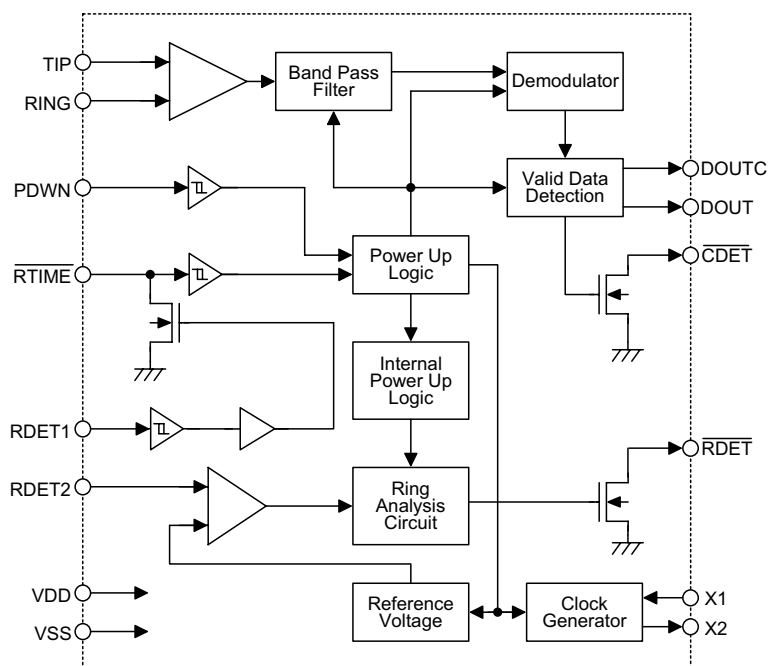 TIP
RING
Band Pass
Filter
Demodulator
PDWN
Valid Data
Detection
DOUTC
DOUT
RTIME
Power Up
Logic
CDET
Internal
Power Up
Logic
RDET1
RDET2
Ring
Analysis
Circuit
RDET
VDD
VSS
Reference
Voltage
Clock
Generator
X1
X2